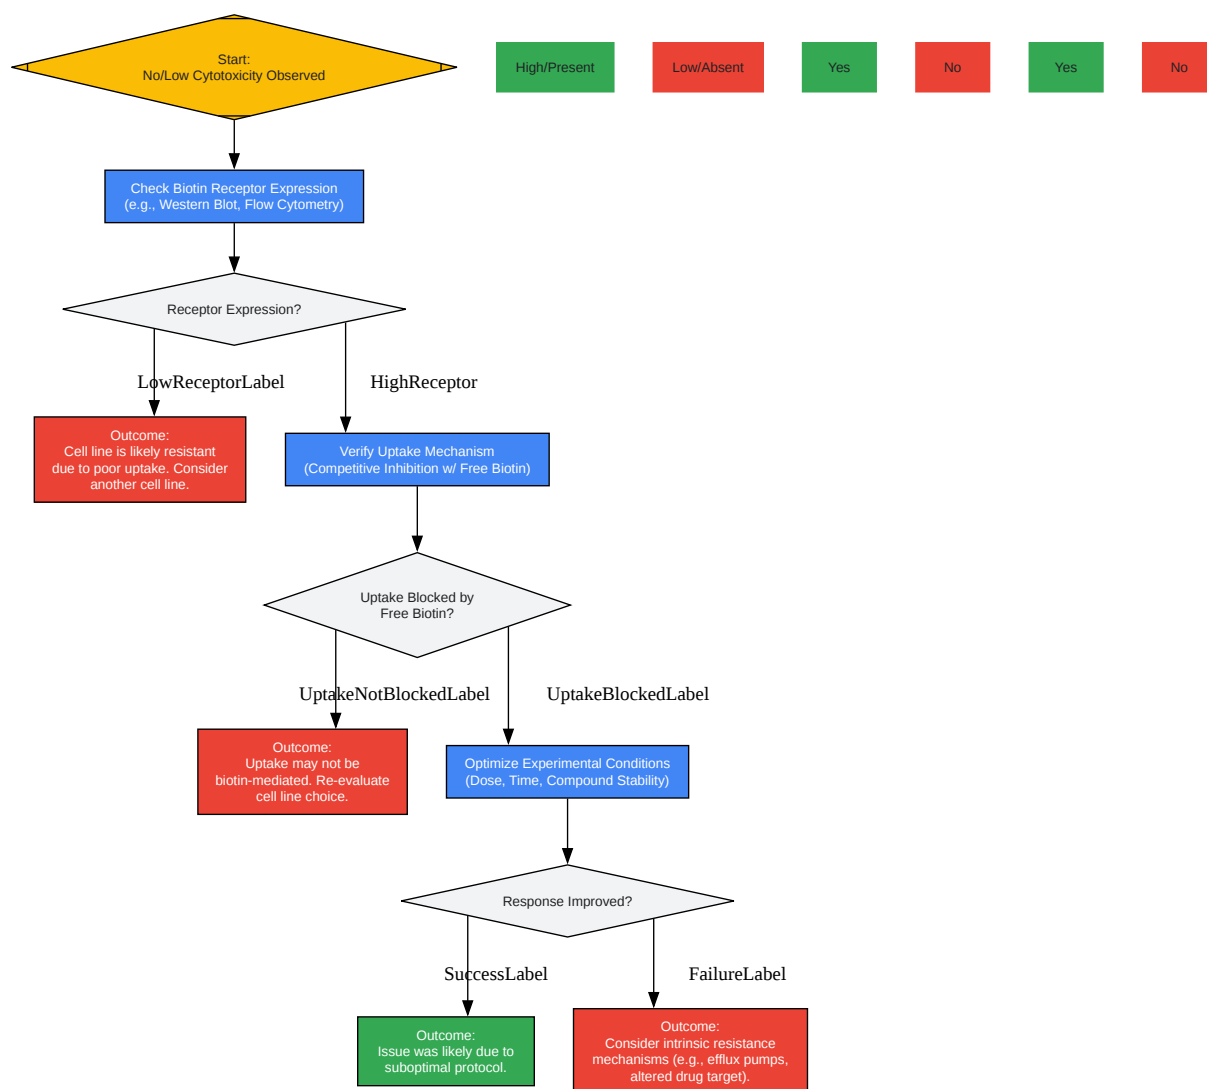 Start:
No/Low Cytotoxicity Observed
High/Present
Low/Absent
Yes
No
Yes
No
Check Biotin Receptor Expression
(e.g., Western Blot, Flow Cytometry)
Receptor Expression?
LowReceptorLabel
HighReceptor
Outcome:
Cell line is likely resistant
due to poor uptake. Consider
another cell line.
Verify Uptake Mechanism
(Competitive Inhibition w/ Free Biotin)
Uptake Blocked by
Free Biotin?
UptakeNotBlockedLabel
UptakeBlockedLabel
Outcome:
Uptake may not be
biotin-mediated. Re-evaluate
cell line choice.
Optimize Experimental Conditions
(Dose, Time, Compound Stability)
Response Improved?
SuccessLabel
FailureLabel
Outcome:
Issue was likely due to
suboptimal protocol.
Outcome:
Consider intrinsic resistance
mechanisms (e.g., efflux pumps,
altered drug target).